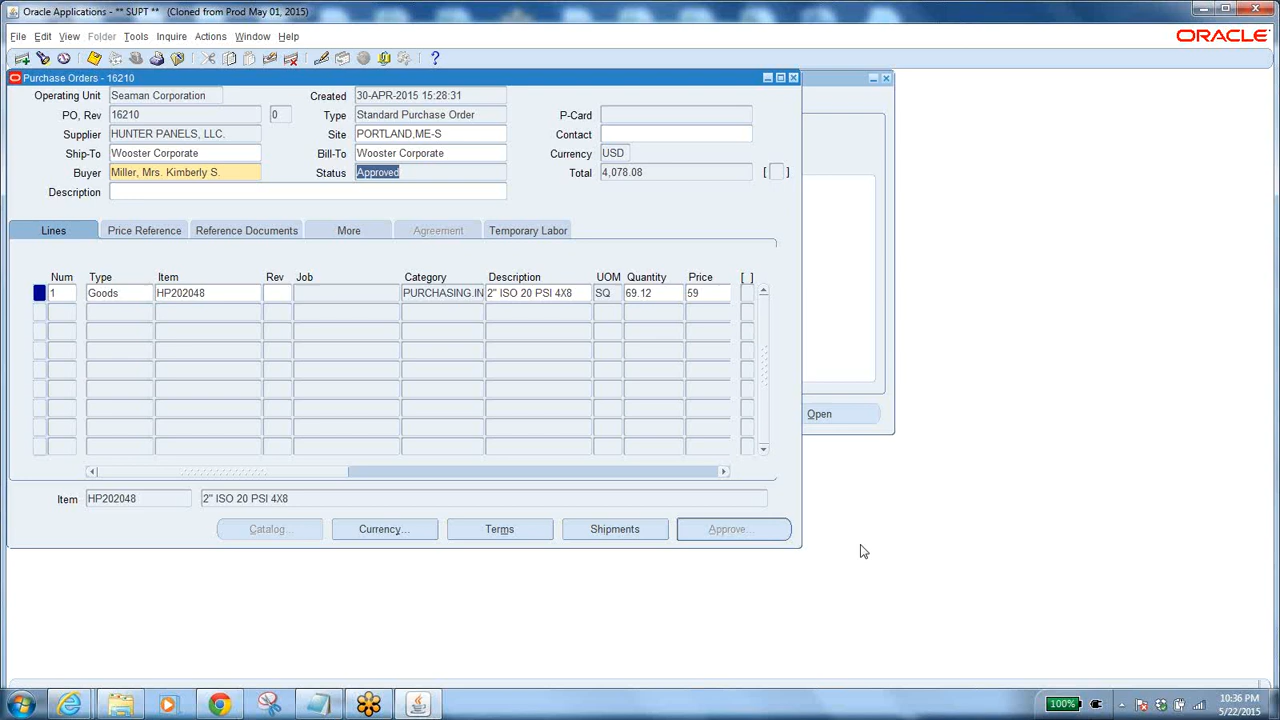 Oracle Applications - ** SUPT ** (Cloned from Prod May 01, 2015)
File Edit View Folder Tools Inquire Actions Window Help
ORACLE
Purchase Orders - 16210
Operating Unit Seaman Corporation Created 30-APR-2015 15:28:31
PO, Rev 16210 0 Type Standard Purchase Order P-Card
Supplier HUNTER PANELS, LLC. Site PORTLAND,ME-S Contact
Ship-To Wooster Corporate Bill-To Wooster Corporate Currency USD
Buyer Miller, Mrs. Kimberly S. Status Approved Total 4,078.08 [ ]
Description
Lines Price Reference Reference Documents More Agreement Temporary Labor
Num Type Item Rev Job Category Description UOM Quantity Price [ ]
1 Goods HP202048 PURCHASING.IN 2" ISO 20 PSI 4X8 SQ 69.12 59
Open
Item HP202048 2" ISO 20 PSI 4X8
Catalog... Currency... Terms Shipments Approve...
100% 10:36 PM
5/22/2015